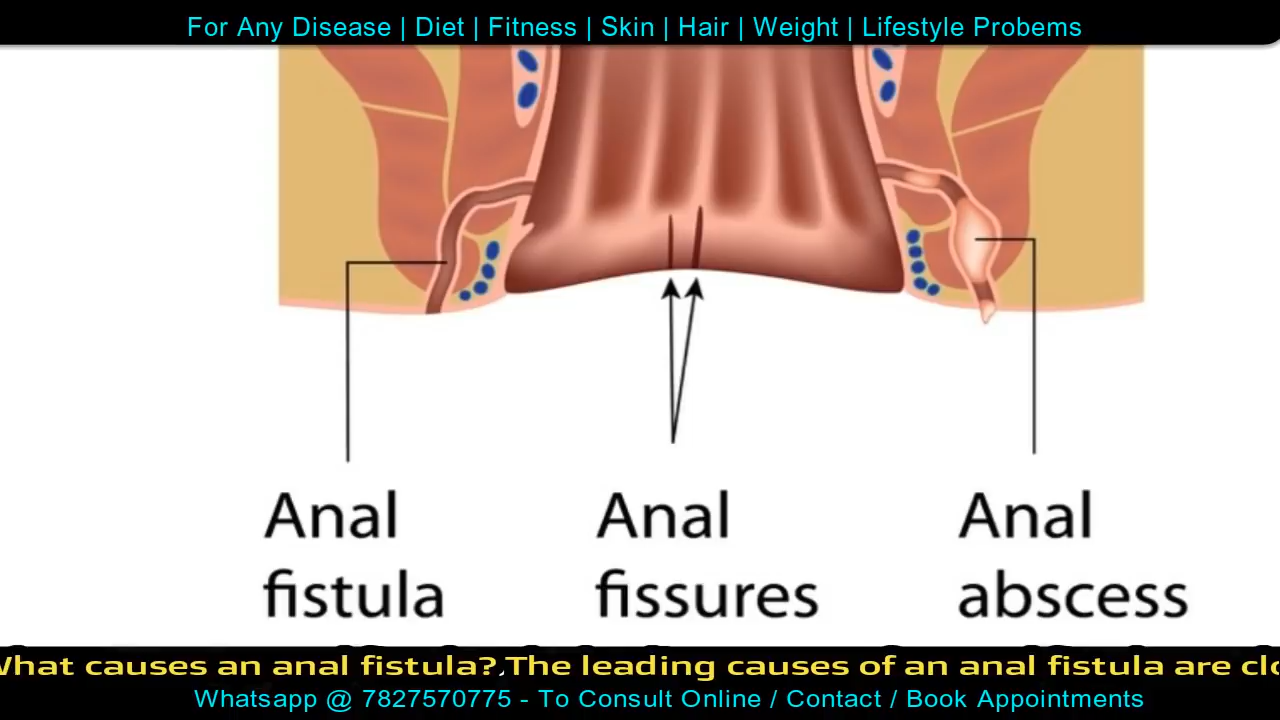 For Any Disease | Diet | Fitness | Skin | Hair | Weight | Lifestyle Probems
Anal
fistula
Anal
fissures
Anal
abscess
What causes an anal fistula?,The leading causes of an anal fistula are
Whatsapp @ 7827570775 - To Consult Online / Contact / Book Appointments